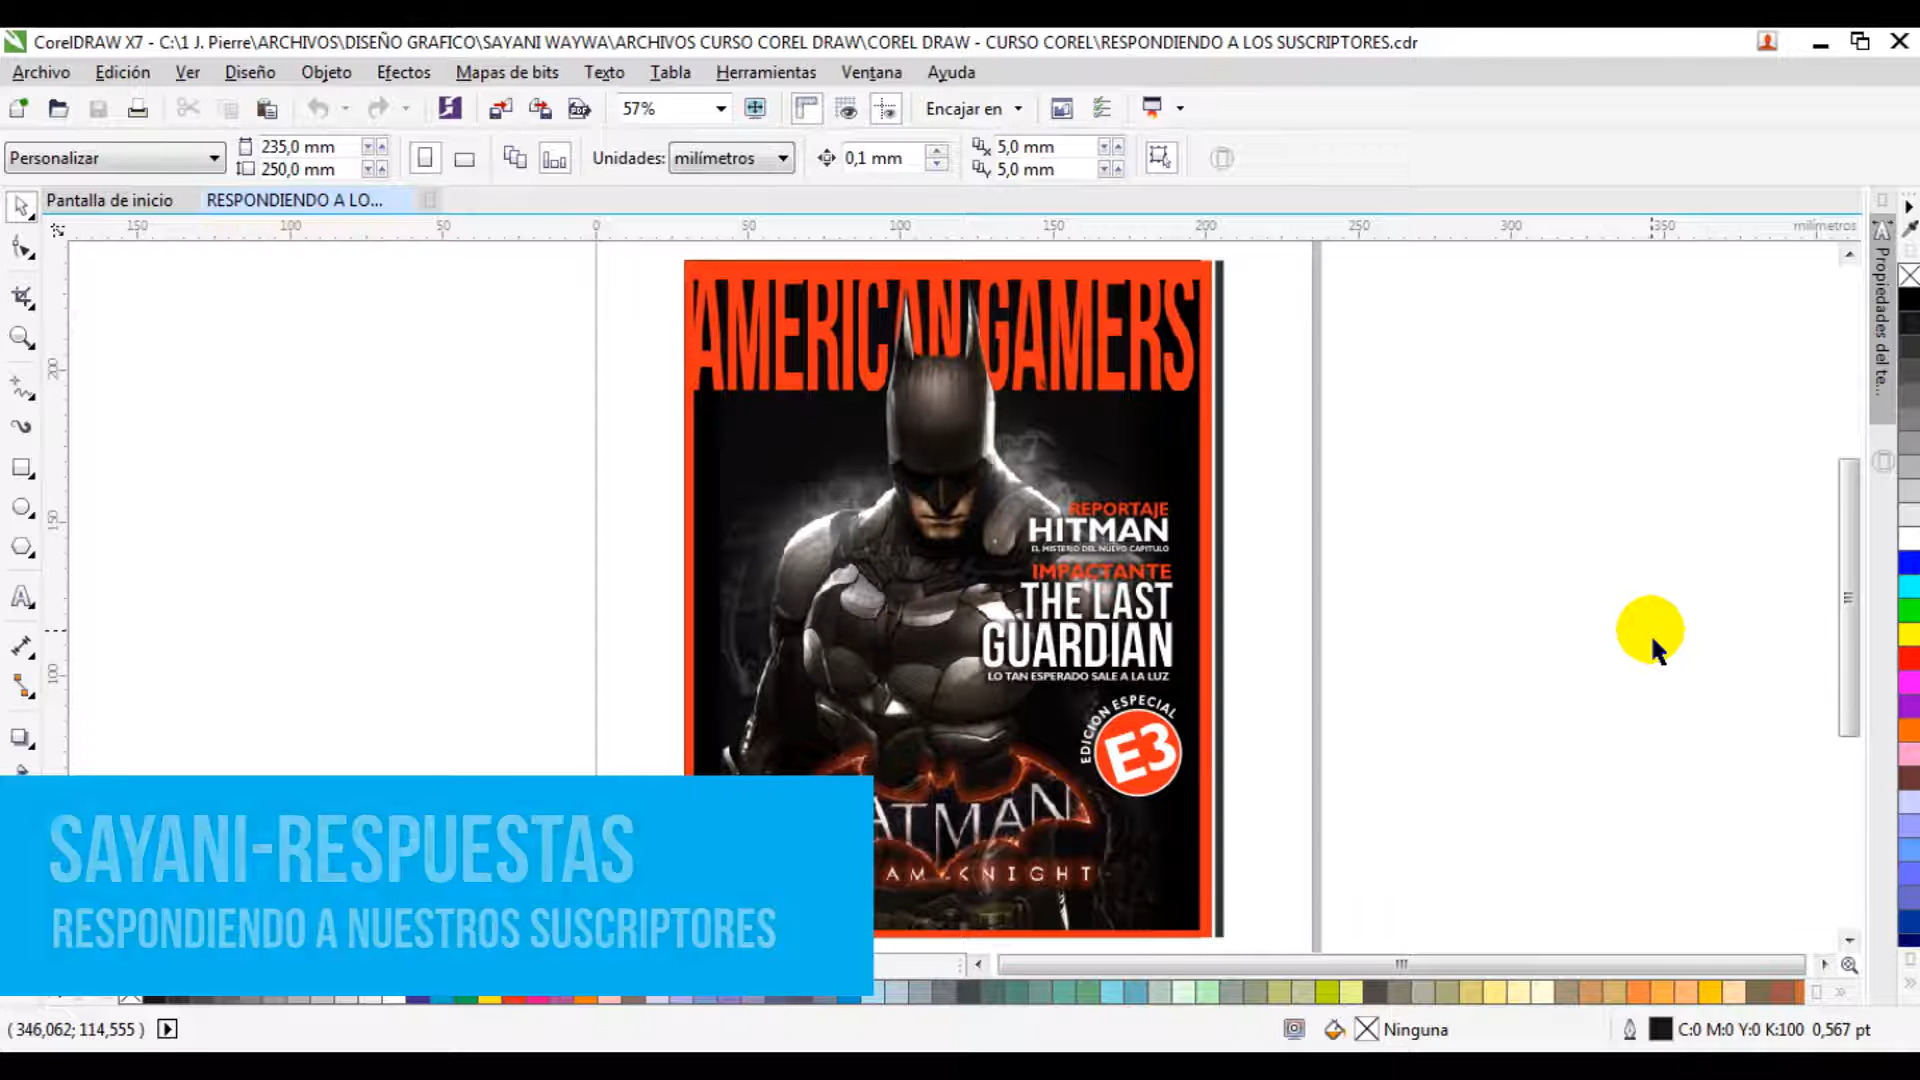 CorelDRAW X7 - C:\1 J. Pierre\ARCHIVOS\DISEÑO GRAFICO\SAYANI WAYWA\ARCHIVOS CURSO COREL DRAW\COREL DRAW - CURSO COREL\RESPONDIENDO A LOS SUSCRIPTORES.cdr
Archivo Edición Ver Diseño Objeto Efectos Mapas de bits Texto Tabla Herramientas Ventana Ayuda
57% Encajar en
Personalizar 235,0 mm 250,0 mm Unidades: milímetros 0,1 mm 5,0 mm 5,0 mm
Pantalla de inicio RESPONDIENDO A LO...
150 100 50 0 50 100 150 200 250 300 350 milímetros
200
150
100
Propiedades del te...
AMERICAN GAMERS
REPORTAJE
HITMAN
EL MISTERIO DEL NUEVO CAPITULO
IMPACTANTE
THE LAST
GUARDIAN
LO TAN ESPERADO SALE A LA LUZ
EDICION ESPECIAL
E3
ATMAN
AM KNIGHT
SAYANI-RESPUESTAS
RESPONDIENDO A NUESTROS SUSCRIPTORES
( 346,062; 114,555 ) Ninguna C:0 M:0 Y:0 K:100 0,567 pt